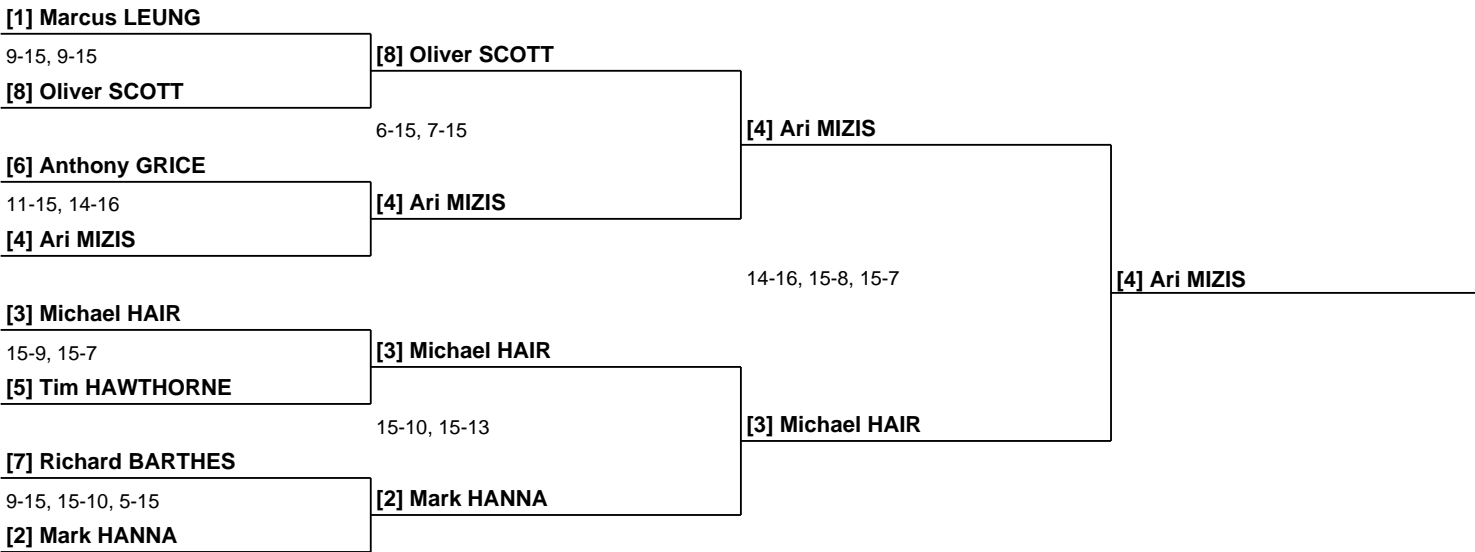 [1] Marcus LEUNG
9-15, 9-15
[8] Oliver SCOTT
[8] Oliver SCOTT
6-15, 7-15
[4] Ari MIZIS
[6] Anthony GRICE
11-15, 14-16
[4] Ari MIZIS
[4] Ari MIZIS
14-16, 15-8, 15-7
[4] Ari MIZIS
[3] Michael HAIR
15-9, 15-7
[3] Michael HAIR
[5] Tim HAWTHORNE
15-10, 15-13
[3] Michael HAIR
[7] Richard BARTHES
9-15, 15-10, 5-15
[2] Mark HANNA
[2] Mark HANNA